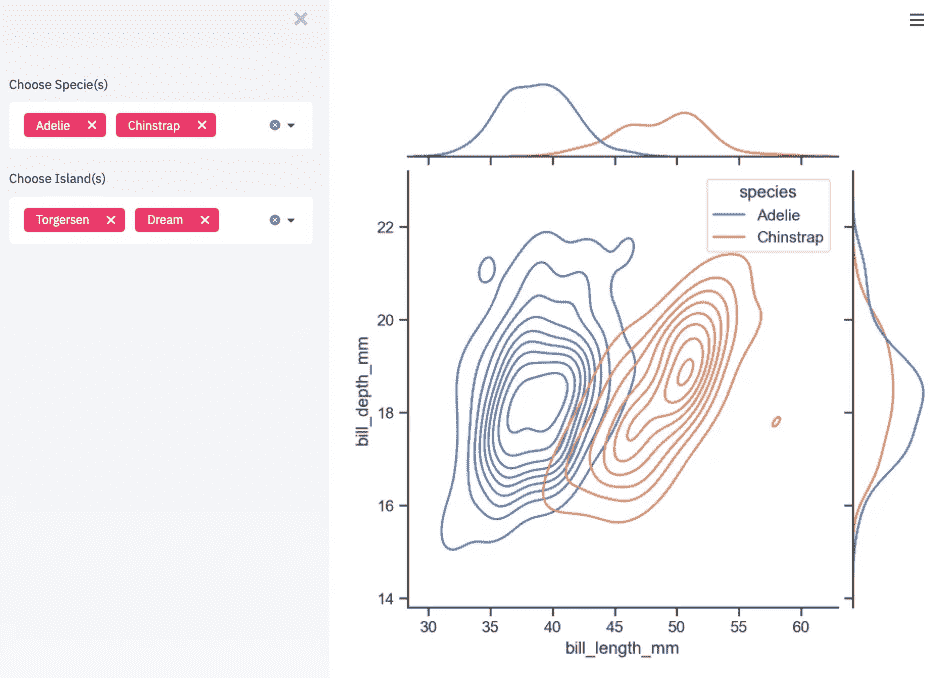 Choose Specie(s)
Adelie
Chinstrap
Choose Island(s)
Torgersen
Dream
species
Adelie
Chinstrap
bill_depth_mm
22
20
18
16
14
30 35 40 45 50 55 60
bill_length_mm